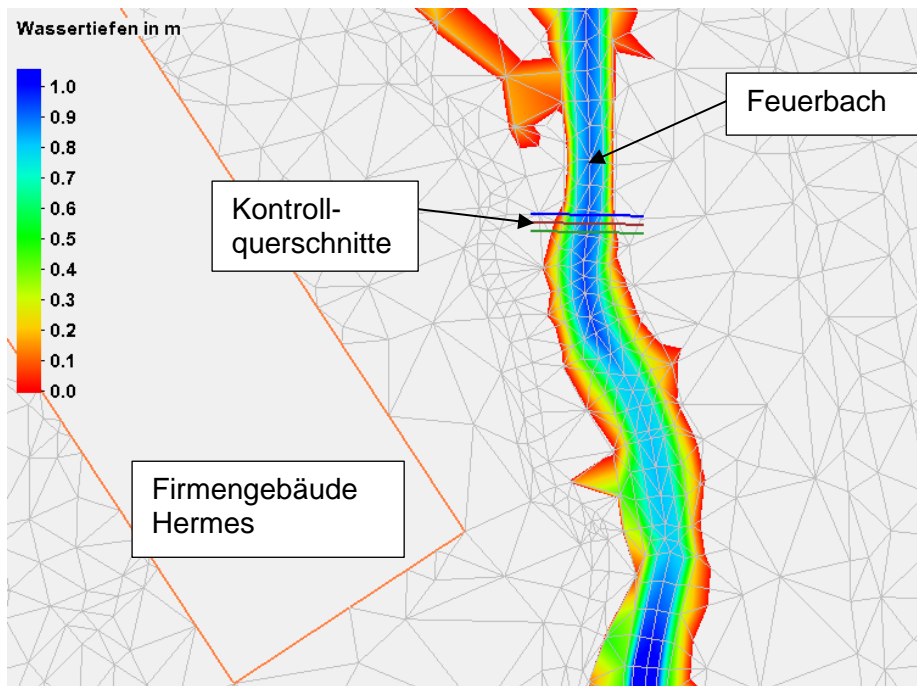 Wassertiefen in m
1.0
0.9
0.8
0.7
0.6
0.5
0.4
0.3
0.2
0.1
0.0
Feuerbach
Kontroll-
querschnitte
Firmengebäude
Hermes